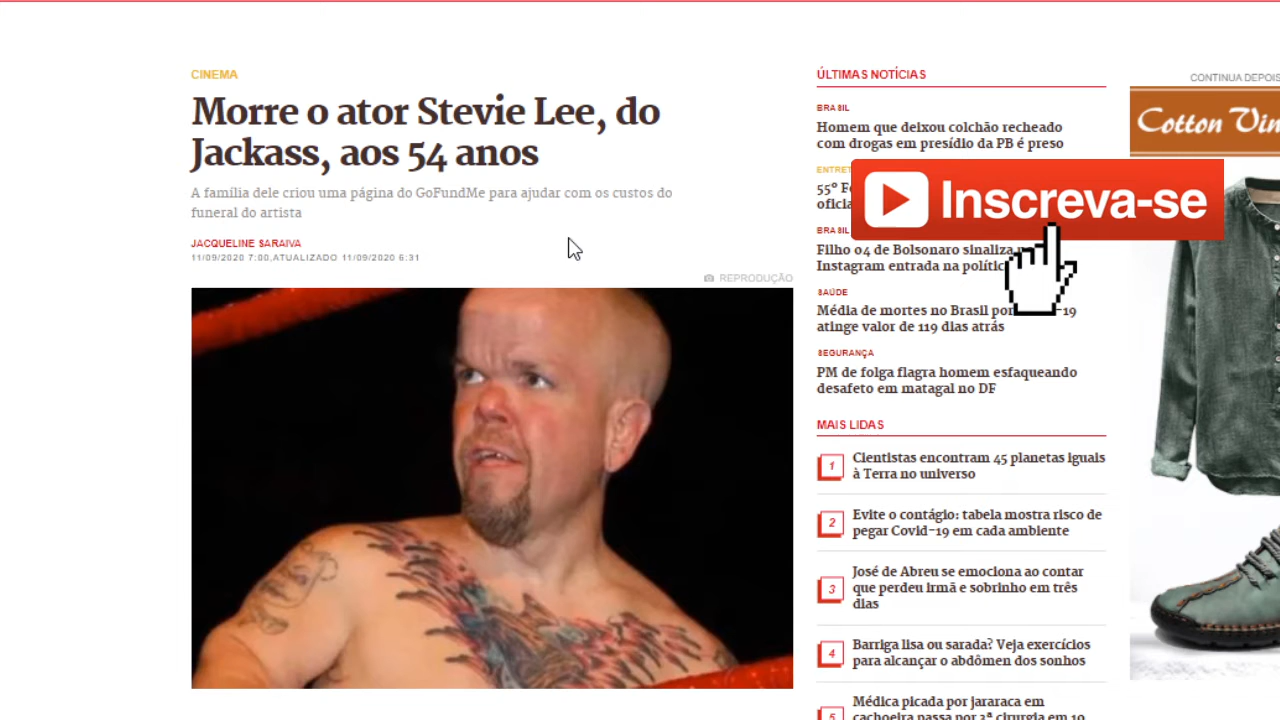 CINEMA
Morre o ator Stevie Lee, do
Jackass, aos 54 anos
A família dele criou uma página do GoFundMe para ajudar com os custos do
funeral do artista
JACQUELINE SARAIVA
11/09/2020 7:00,ATUALIZADO 11/09/2020 6:31
REPRODUÇÃO
ÚLTIMAS NOTÍCIAS
BRASIL
Homem que deixou colchão recheado
com drogas em presídio da PB é preso
55º
Inscreva-se
BRASIL
Filho 04 de Bolsonaro sinaliza
Instagram entrada na
SAÚDE
Média de mortes no Brasil por -19
atinge valor de 119 dias atrás
SEGURANÇA
PM de folga flagra homem esfaqueando
desafeto em matagal no DF
MAIS LIDAS
1
Cientistas encontram 45 planetas iguais
à Terra no universo
2
Evite o contágio: tabela mostra risco de
pegar Covid-19 em cada ambiente
3
José de Abreu se emociona ao contar
que perdeu irmã e sobrinho em três
dias
4
Barriga lisa ou sarada? Veja exercícios
para alcançar o abdômen dos sonhos
5
Médica picada por jararaca em
cachoeira passa por 2ª cirurgia em 10
CONTINUA DEPOIS
Cotton